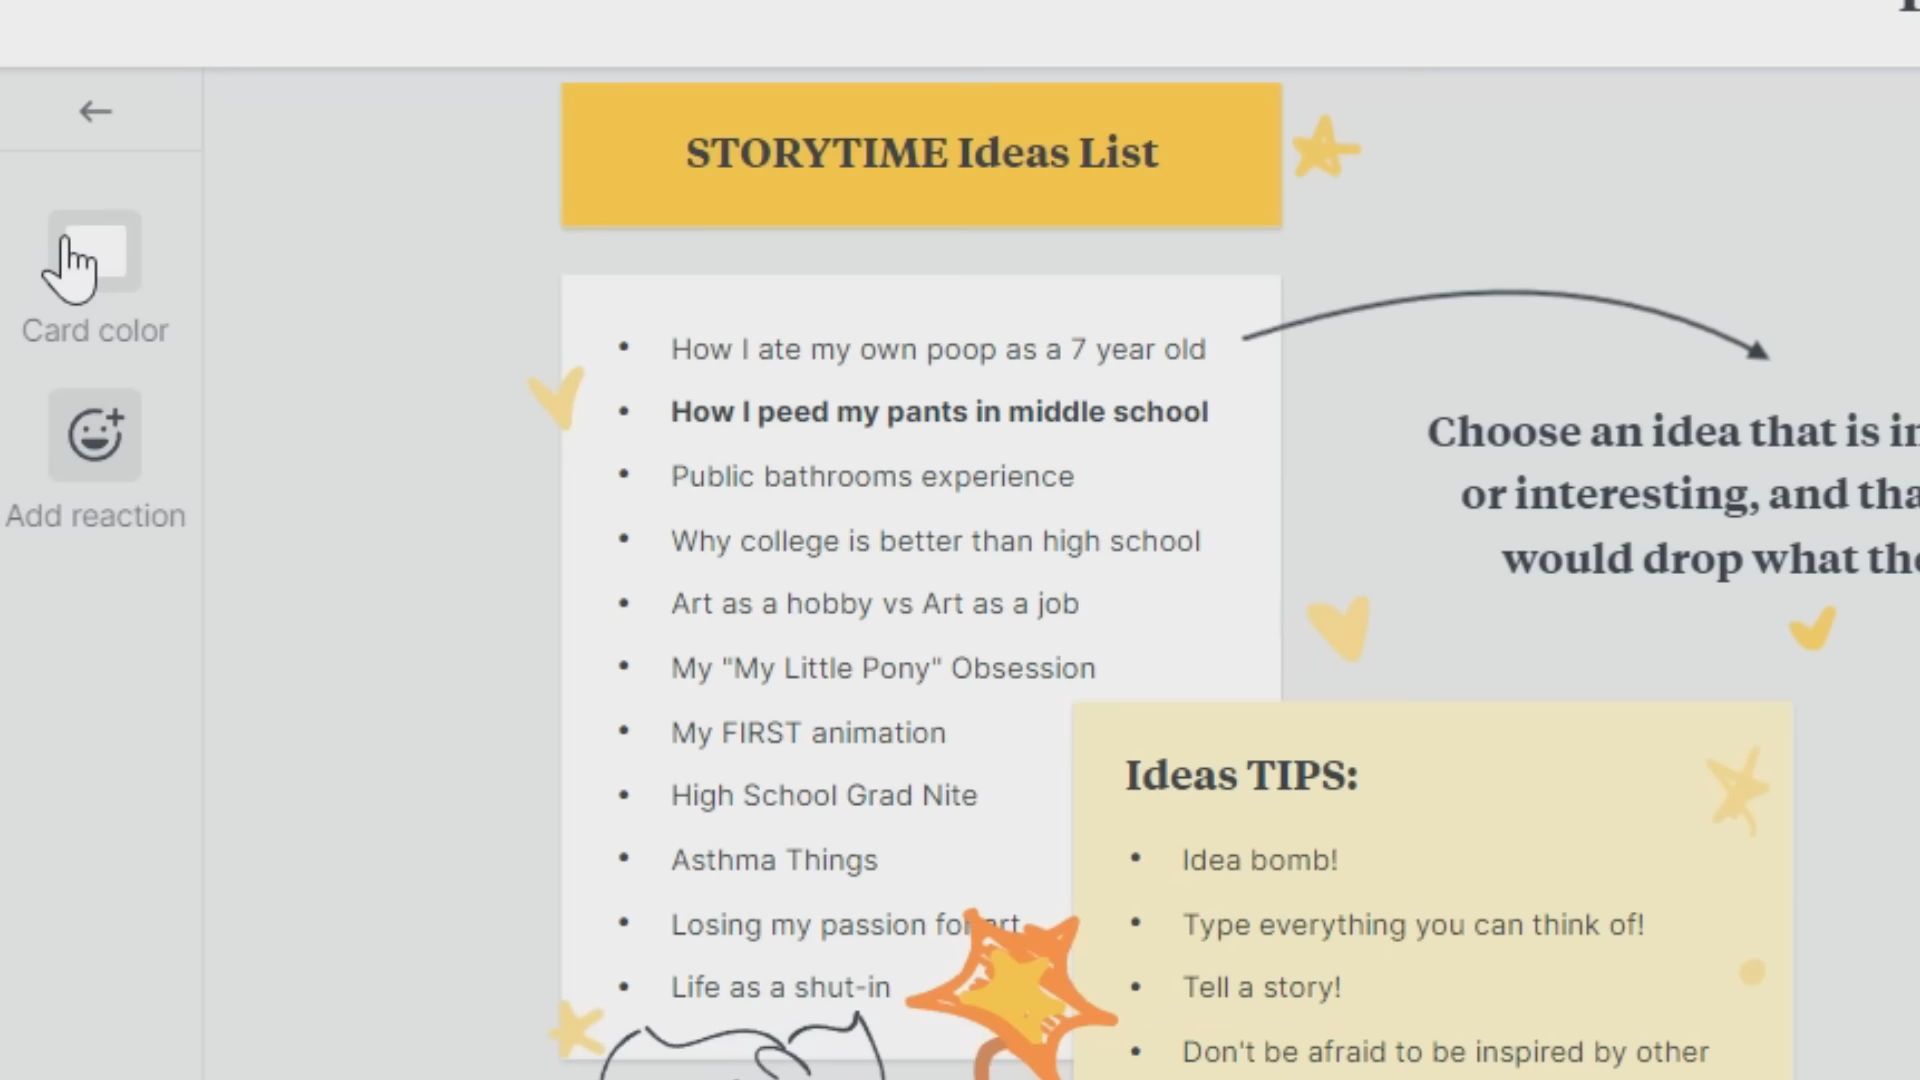 STORYTIME Ideas List
Card color
Add reaction
• How I ate my own poop as a 7 year old
• How I peed my pants in middle school
• Public bathrooms experience
• Why college is better than high school
• Art as a hobby vs Art as a job
• My "My Little Pony" Obsession
• My FIRST animation
• High School Grad Nite
• Asthma Things
• Losing my passion for art
• Life as a shut-in
Choose an idea that is
or interesting, and
would drop what
Ideas TIPS:
• Idea bomb!
• Type everything you can think of!
• Tell a story!
• Don't be afraid to be inspired by other